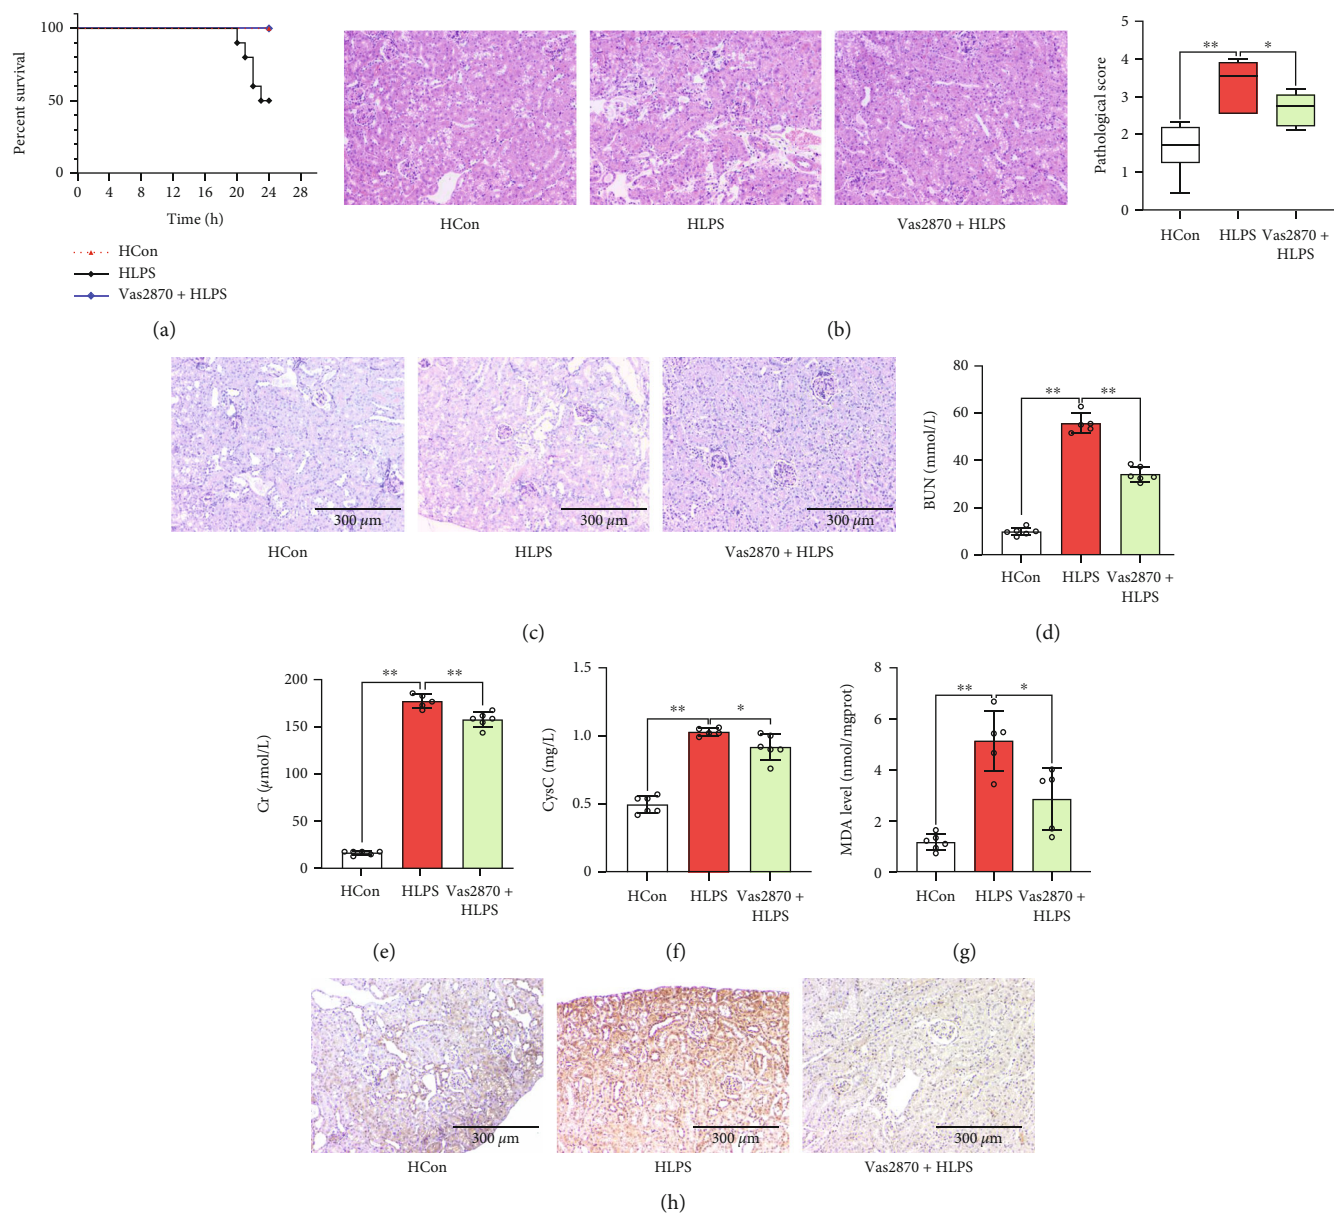 Percent survival
100
50
0
0 4 8 12 16 20 24 28
Time (h)
HCon
HLPS
Vas2870 + HLPS
(a)
HCon
HLPS
Vas2870 + HLPS
Pathological score
5
4
3
2
1
0
** *
HCon
HLPS
Vas2870 +
HLPS
(b)
300 µm
300 µm
300 µm
HCon
HLPS
Vas2870 + HLPS
(c)
BUN (mmol/L)
80
60
40
20
0
** **
HCon
HLPS
Vas2870 +
HLPS
(d)
Cr (µmol/L)
200
150
100
50
0
** **
HCon
HLPS
Vas2870 +
HLPS
(e)
CysC (mg/L)
1.5
1.0
0.5
0
** *
HCon
HLPS
Vas2870 +
HLPS
(f)
MDA level (nmol/mgprot)
8
6
4
2
0
** *
HCon
HLPS
Vas2870 +
HLPS
(g)
300 µm
300 µm
300 µm
HCon
HLPS
Vas2870 + HLPS
(h)